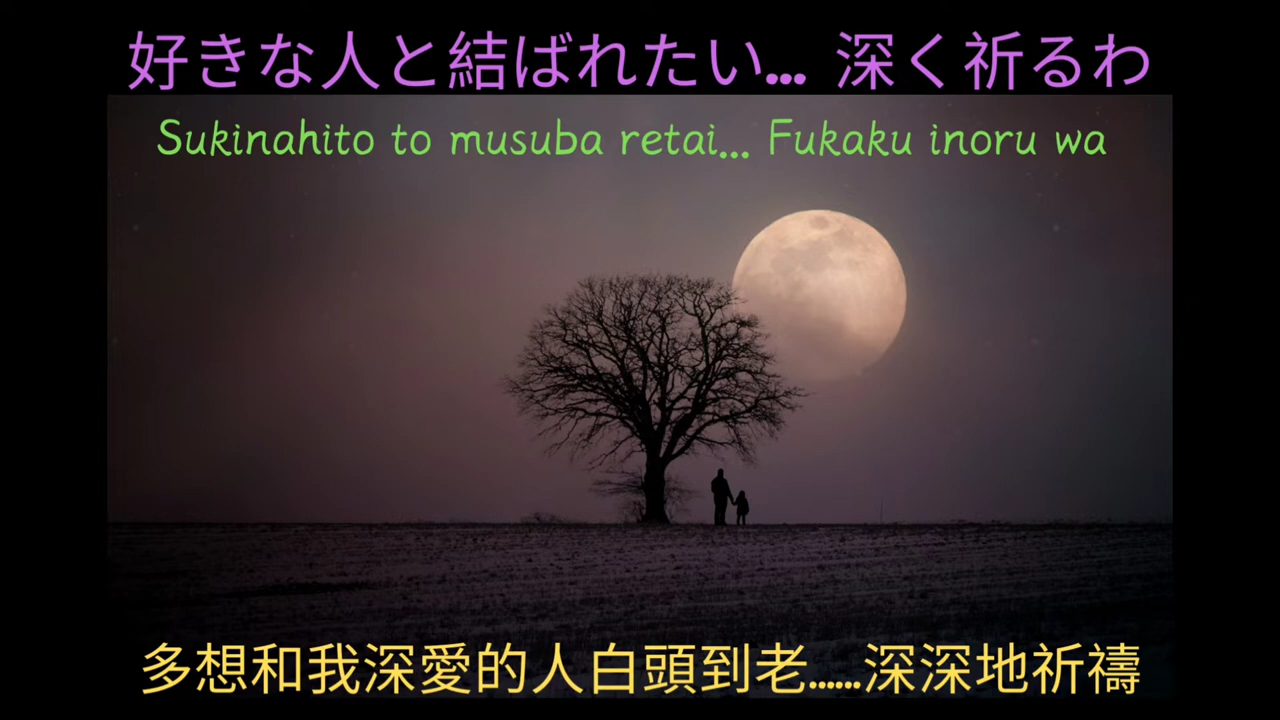 好きな人と結ばれたい... 深く祈るわ
Sukinahito to musuba retai... Fukaku inoru wa
多想和我深愛的人白頭到老......深深地祈禱